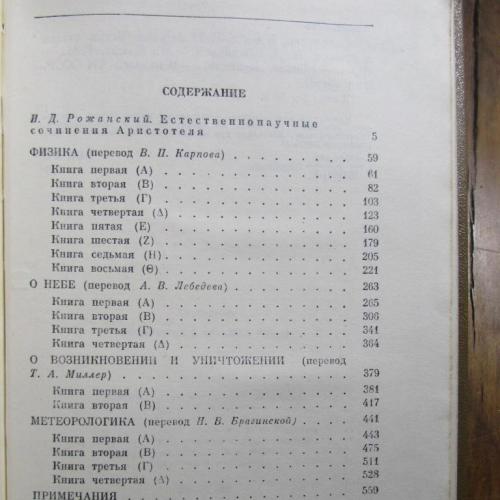 СОДЕРЖАНИЕ
И. Д. Рожанский. Естественнонаучные
сочинения Аристотеля 5
ФИЗИКА (перевод В. П. Карпова) . . . . . . . 59
Книга первая (А) . . . . . . . . . . . . 61
Книга вторая (В) . . . . . . . . . . . . 82
Книга третья (Г) . . . . . . . . . . . . 103
Книга четвертая (Δ) . . . . . . . . . . . 123
Книга пятая (Е) . . . . . . . . . . . . 160
Книга шестая (Z) . . . . . . . . . . . . 179
Книга седьмая (Н) . . . . . . . . . . . . 205
Книга восьмая (Θ) . . . . . . . . . . . . 221
О НЕБЕ (перевод А. В. Лебедева) . . . . . . . 263
Книга первая (А) . . . . . . . . . . . . 265
Книга вторая (В) . . . . . . . . . . . . 306
Книга третья (Г) . . . . . . . . . . . . 341
Книга четвертая (Δ) . . . . . . . . . . . 364
О ВОЗНИКНОВЕНИИ И УНИЧТОЖЕНИИ (перевод
Т. А. Миллер) . . . . . . . . . . . . . . 379
Книга первая (А) . . . . . . . . . . . . 381
Книга вторая (В) . . . . . . . . . . . . 417
МЕТЕОРОЛОГИКА (перевод Н. В. Брагинской) . . 441
Книга первая (А) . . . . . . . . . . . . 443
Книга вторая (В) . . . . . . . . . . . . 475
Книга третья (Г) . . . . . . . . . . . . 511
Книга четвертая (Δ) . . . . . . . . . . . 528
ПРИМЕЧАНИЯ . . . . . . . . . . . . . . . 559